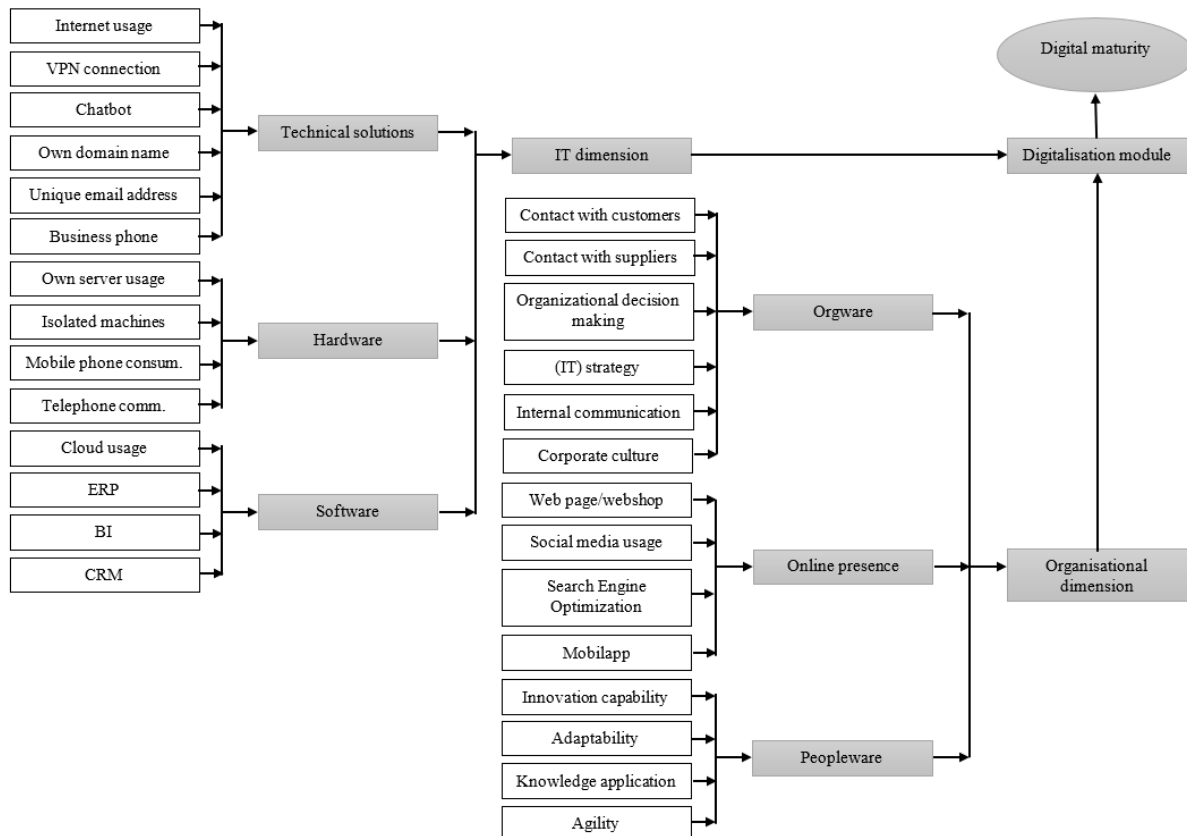 Internet usage
VPN connection
Chatbot
Own domain name
Unique email address
Business phone
Own server usage
Isolated machines
Mobile phone consum.
Telephone comm.
Cloud usage
ERP
BI
CRM
Technical solutions
Hardware
Software
IT dimension
Contact with customers
Contact with suppliers
Organizational decision
making
(IT) strategy
Internal communication
Corporate culture
Web page/webshop
Social media usage
Search Engine
Optimization
Mobilapp
Innovation capability
Adaptability
Knowledge application
Agility
Orgware
Online presence
Peopleware
Digital maturity
Digitalisation module
Organisational
dimension